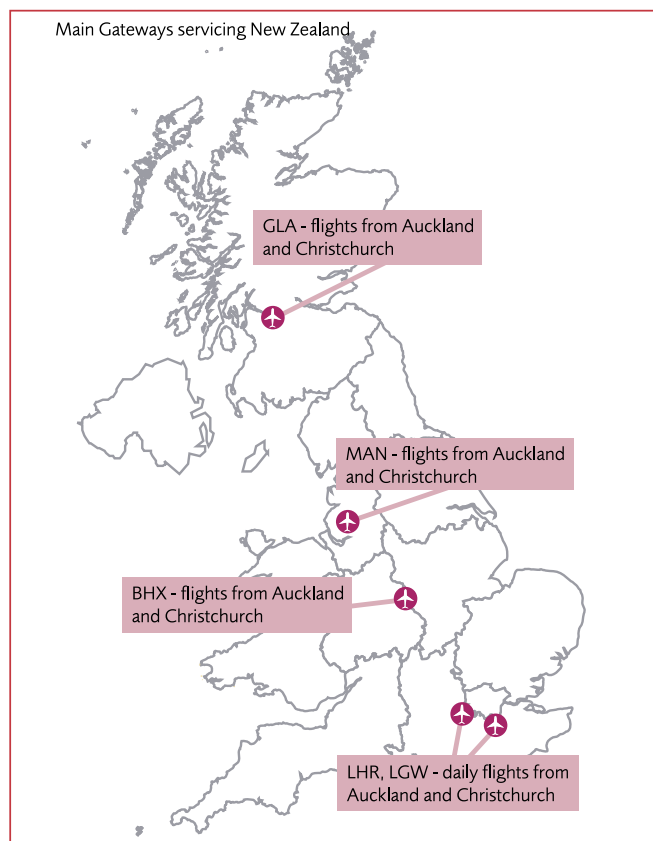 Main Gateways servicing New Zealand
GLA - flights from Auckland
and Christchurch
MAN - flights from Auckland
and Christchurch
BHX - flights from Auckland
and Christchurch
LHR, LGW - daily flights from
Auckland and Christchurch